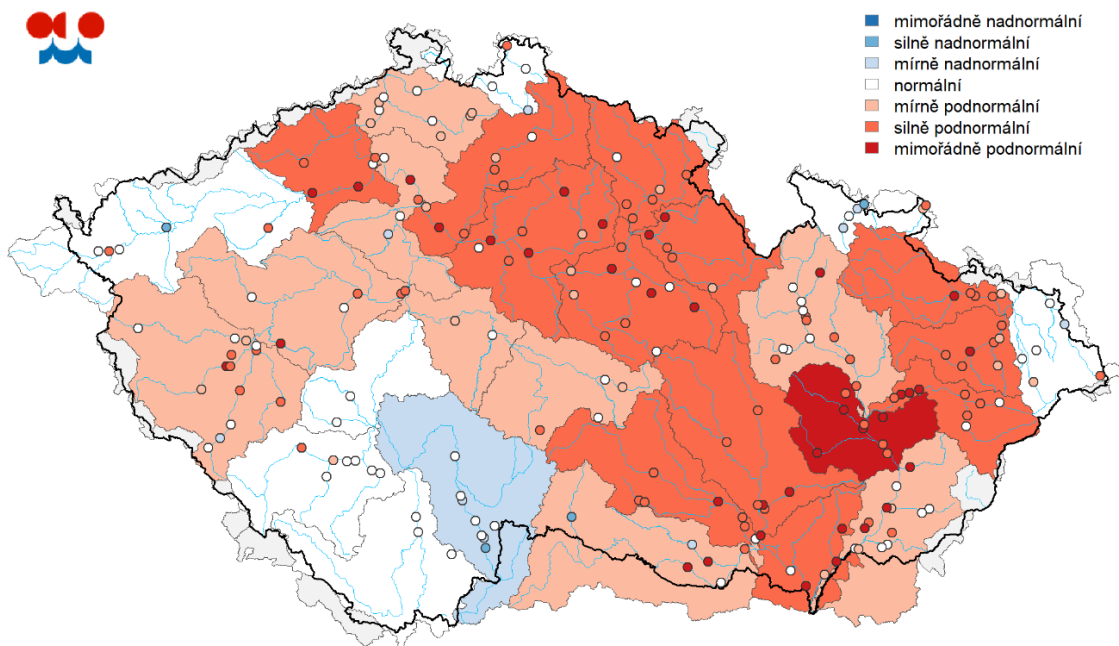 mimořádně nadnormální
silně nadnormální
mírně nadnormální
normální
mírně podnormální
silně podnormální
mimořádně podnormální